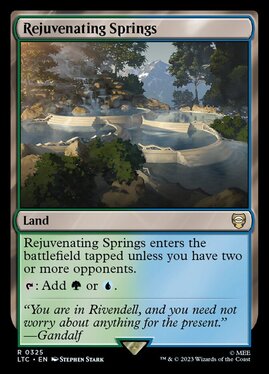 Rejuvenating Springs
Land
Rejuvenating Springs enters the
battlefield tapped unless you have two
or more opponents.
: Add or .
"You are in Rivendell, and you need not
worry about anything for the present."
—Gandalf
R 0325
LTC • EN STEPHEN STARK
© MEE
™ & © 2023 Wizards of the Coast